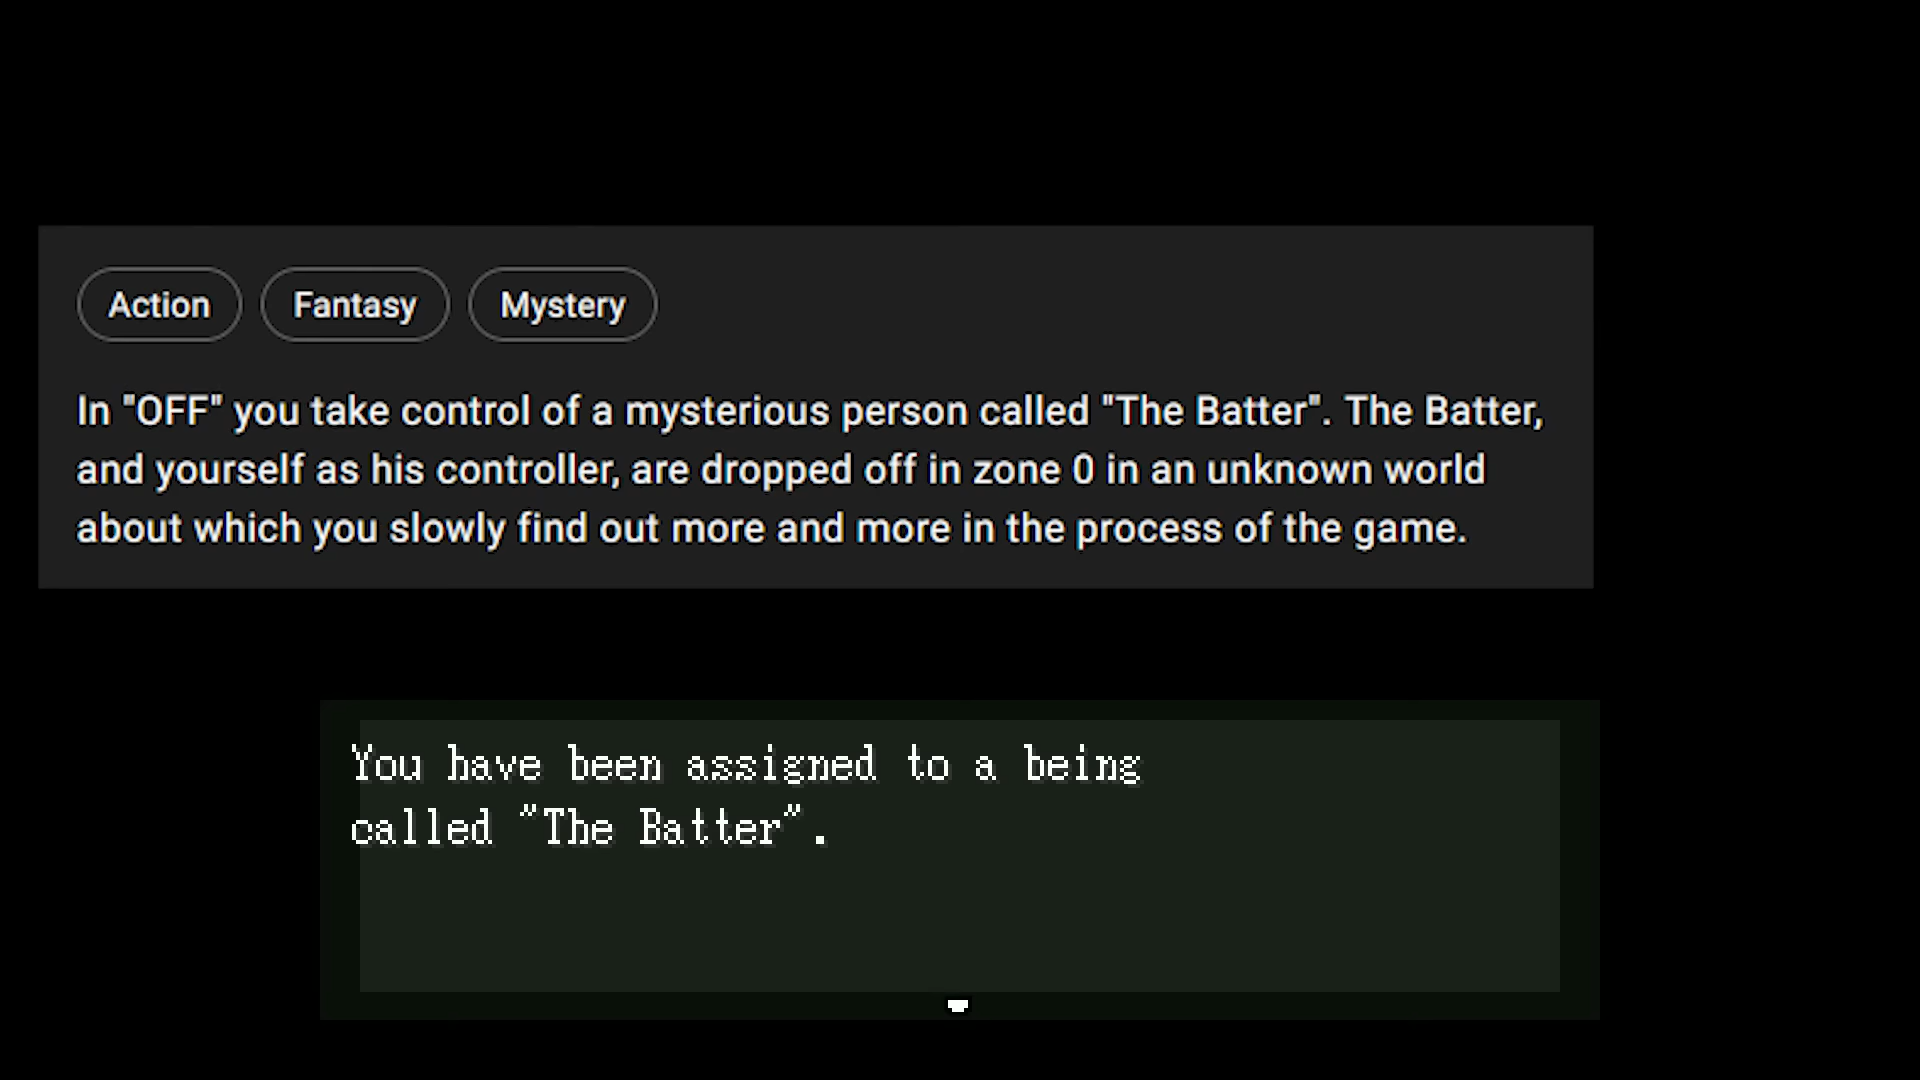 Action Fantasy Mystery
In "OFF" you take control of a mysterious person called "The Batter". The Batter,
and yourself as his controller, are dropped off in zone 0 in an unknown world
about which you slowly find out more and more in the process of the game.
You have been assigned to a being
called "The Batter".